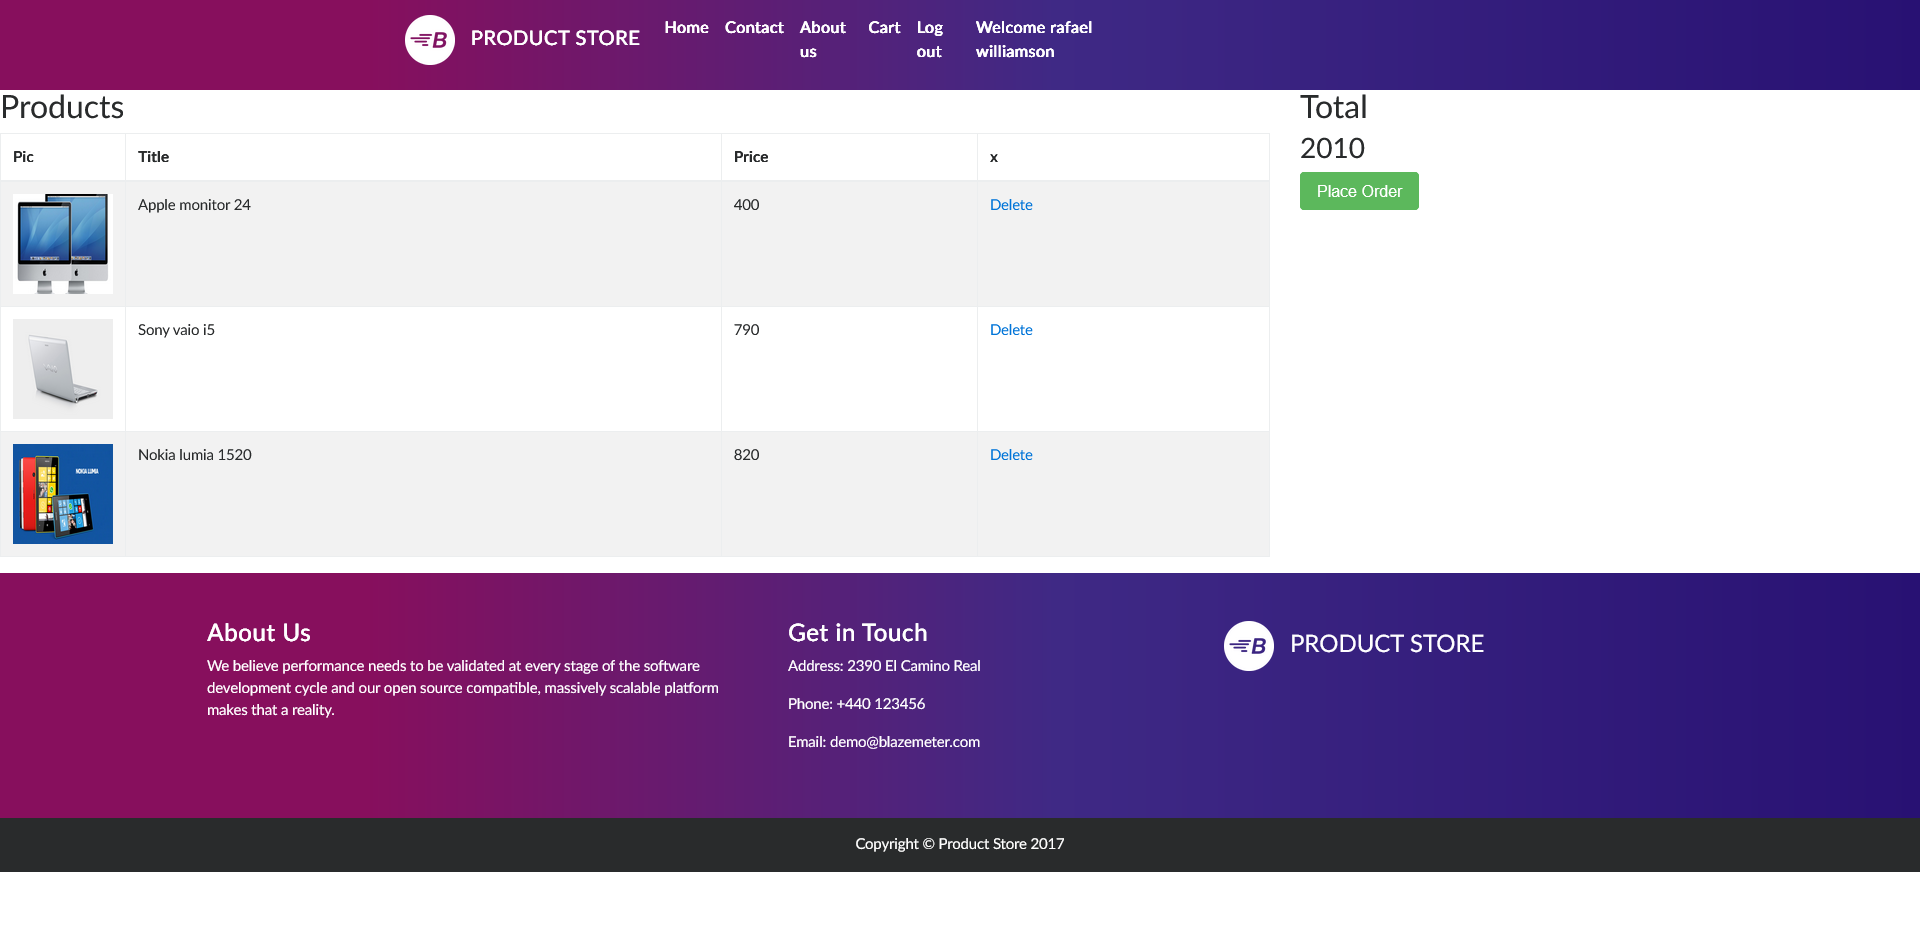 PRODUCT STORE
Home Contact About us Cart Log out Welcome rafael williamson
Products
Pic Title Price x
Apple monitor 24 400 Delete
Sony vaio i5 790 Delete
Nokia lumia 1520 820 Delete
NOKIA LUMIA
Total
2010
Place Order
About Us
We believe performance needs to be validated at every stage of the software
development cycle and our open source compatible, massively scalable platform
makes that a reality.
Get in Touch
Address: 2390 El Camino Real
Phone: +440 123456
Email: demo@blazemeter.com
B PRODUCT STORE
Copyright © Product Store 2017